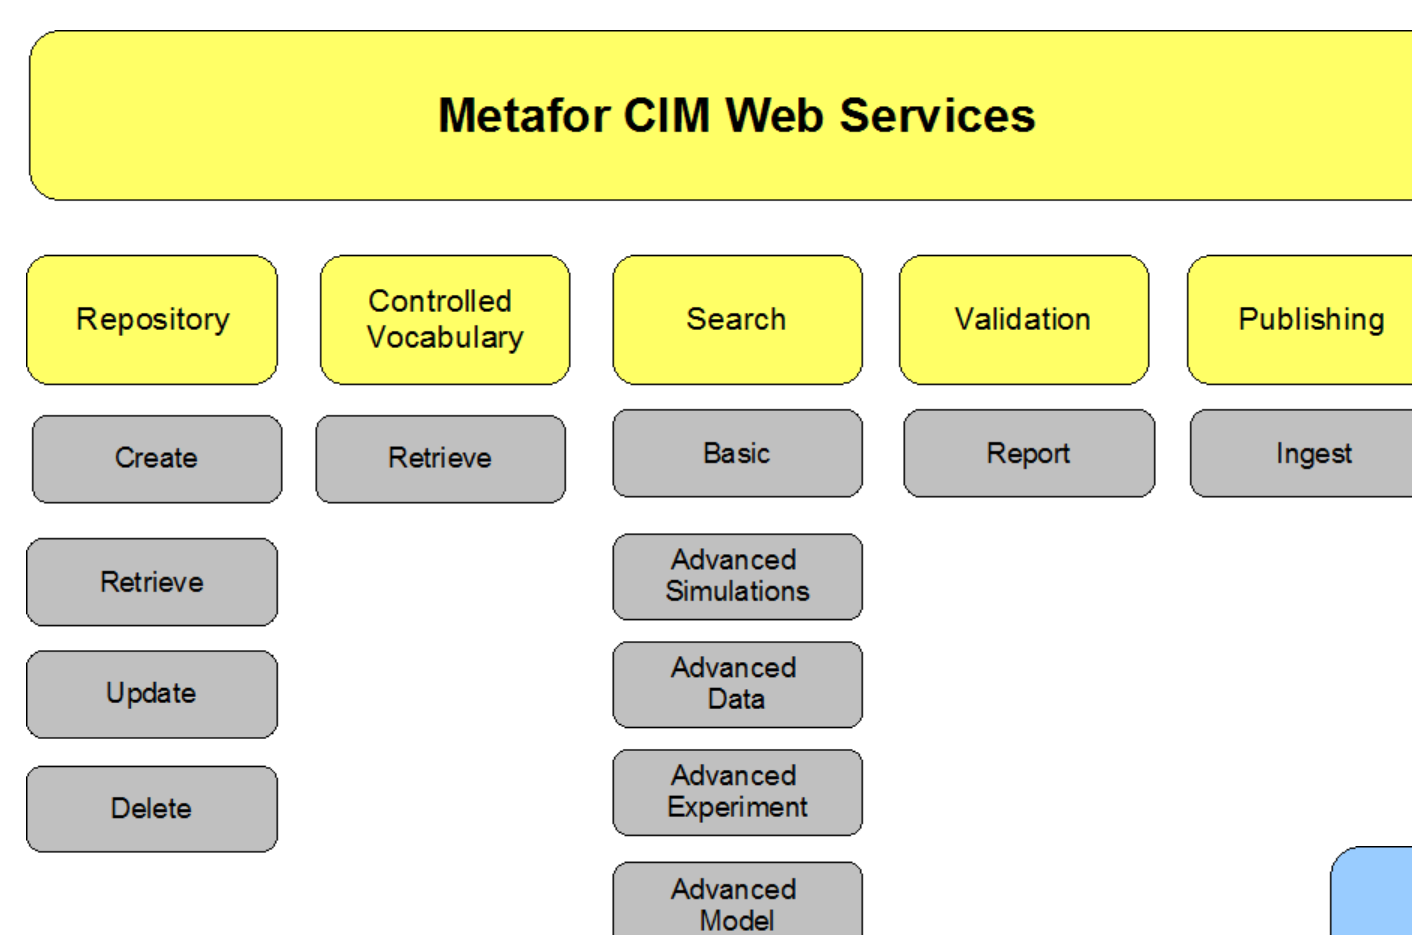 Metafor CIM Web Services
Repository
Controlled
Vocabulary
Search
Validation
Publishing
Create
Retrieve
Basic
Report
Ingest
Retrieve
Advanced
Simulations
Update
Advanced
Data
Delete
Advanced
Experiment
Advanced
Model